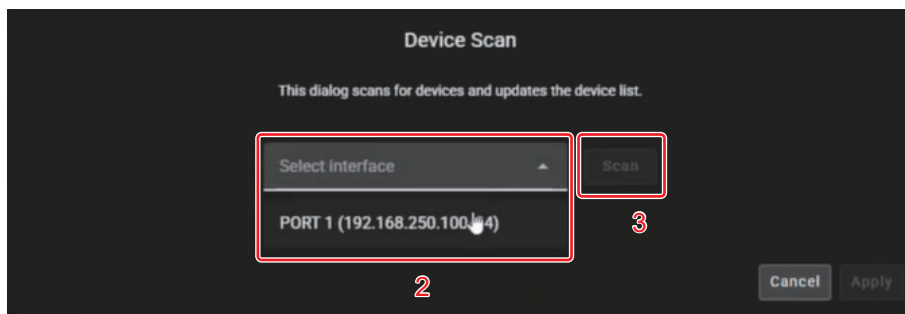 Device Scan
This dialog scans for devices and updates the device list.
Select interface
Scan
PORT 1 (192.168.250.100 4)
3
2
Cancel
Apply